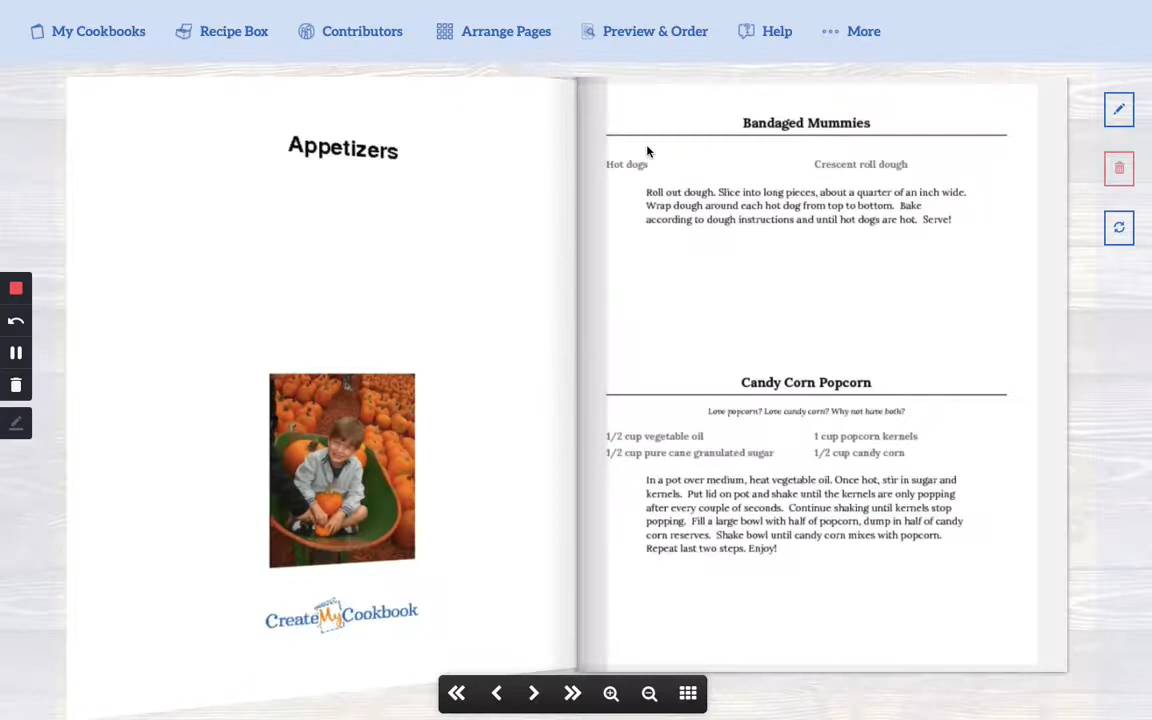 My Cookbooks
Recipe Box
Contributors
Arrange Pages
Preview & Order
Help
More
Appetizers
CreateMyCookbook
Bandaged Mummies
Hot dogs
Crescent roll dough
Roll out dough. Slice into long pieces, about a quarter of an inch wide.
Wrap dough around each hot dog from top to bottom. Bake
according to dough instructions and until hot dogs are hot. Serve!
Candy Corn Popcorn
Love popcorn? Love candy corn? Why not have both?
1/2 cup vegetable oil
1 cup popcorn kernels
1/2 cup pure cane granulated sugar
1/2 cup candy corn
In a pot over medium, heat vegetable oil. Once hot, stir in sugar and
kernels. Put lid on pot and shake until the kernels are only popping
after every couple of seconds. Continue shaking until kernels stop
popping. Fill a large bowl with half of popcorn, dump in half of candy
corn reserves. Shake bowl until candy corn mixes with popcorn.
Repeat last two steps. Enjoy!